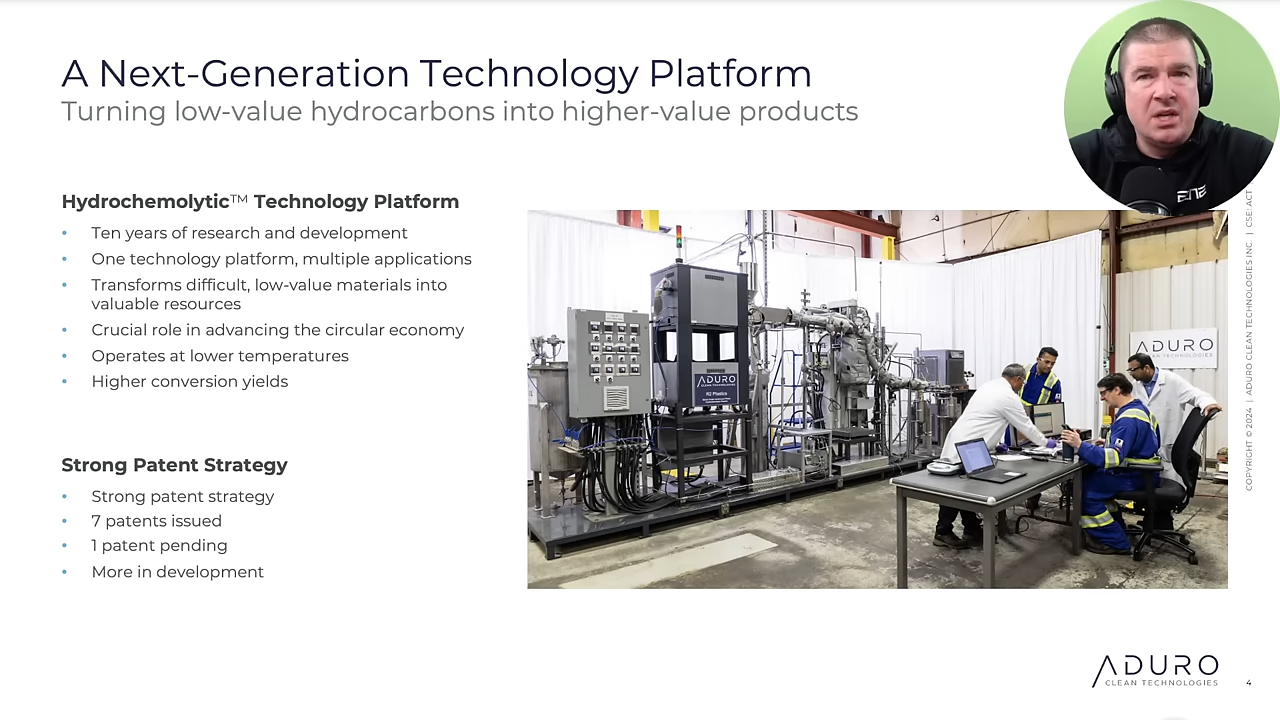 A Next-Generation Technology Platform
Turning low-value hydrocarbons into higher-value products
Hydrochemolytic™ Technology Platform
• Ten years of research and development
• One technology platform, multiple applications
• Transforms difficult, low-value materials into
valuable resources
• Crucial role in advancing the circular economy
• Operates at lower temperatures
• Higher conversion yields
Strong Patent Strategy
• Strong patent strategy
• 7 patents issued
• 1 patent pending
• More in development
ADURO
CLEAN TECHNOLOGIES
R2 Plastics
ADURO
CLEAN TECHNOLOGIES
COPYRIGHT © 2024 | ADURO CLEAN TECHNOLOGIES INC. | CSE: ACT
ADURO
CLEAN TECHNOLOGIES
4